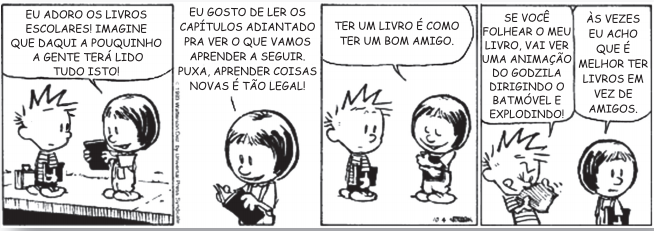 EU ADORO OS LIVROS
ESCOLARES! IMAGINE
QUE DAQUI A POUQUINHO
A GENTE TERÁ LIDO
TUDO ISTO!
EU GOSTO DE LER OS
CAPÍTULOS ADIANTADO
PRA VER O QUE VAMOS
APRENDER A SEGUIR.
PUXA, APRENDER COISAS
NOVAS É TÃO LEGAL!
TER UM LIVRO É COMO
TER UM BOM AMIGO.
SE VOCÊ
FOLHEAR O MEU
LIVRO, VAI VER
UMA ANIMAÇÃO
DO GODZILA
DIRIGINDO O
BATMÓVEL E
EXPLODINDO!
ÀS VEZES
EU ACHO
QUE É
MELHOR TER
LIVROS EM
VEZ DE
AMIGOS.